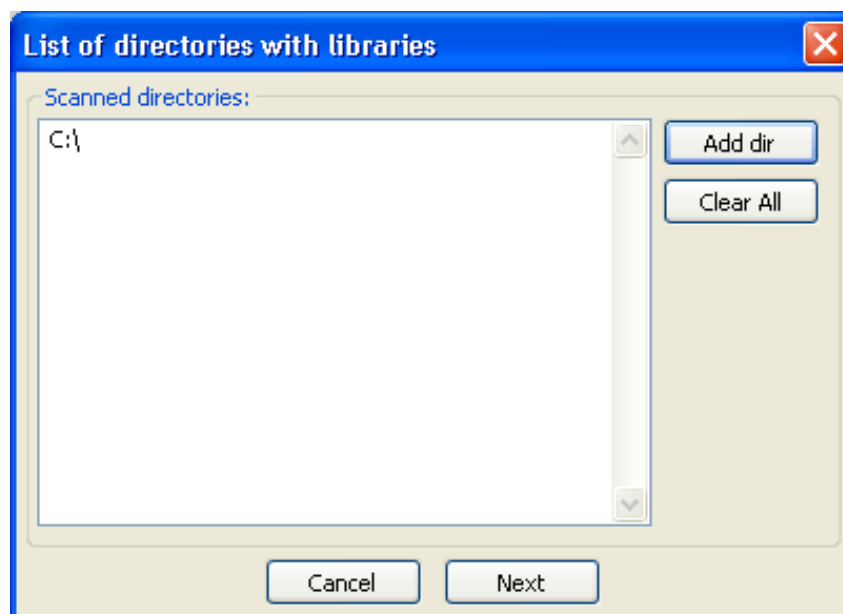 List of directories with libraries
Scanned directories:
C:\
Add dir
Clear All
Cancel
Next